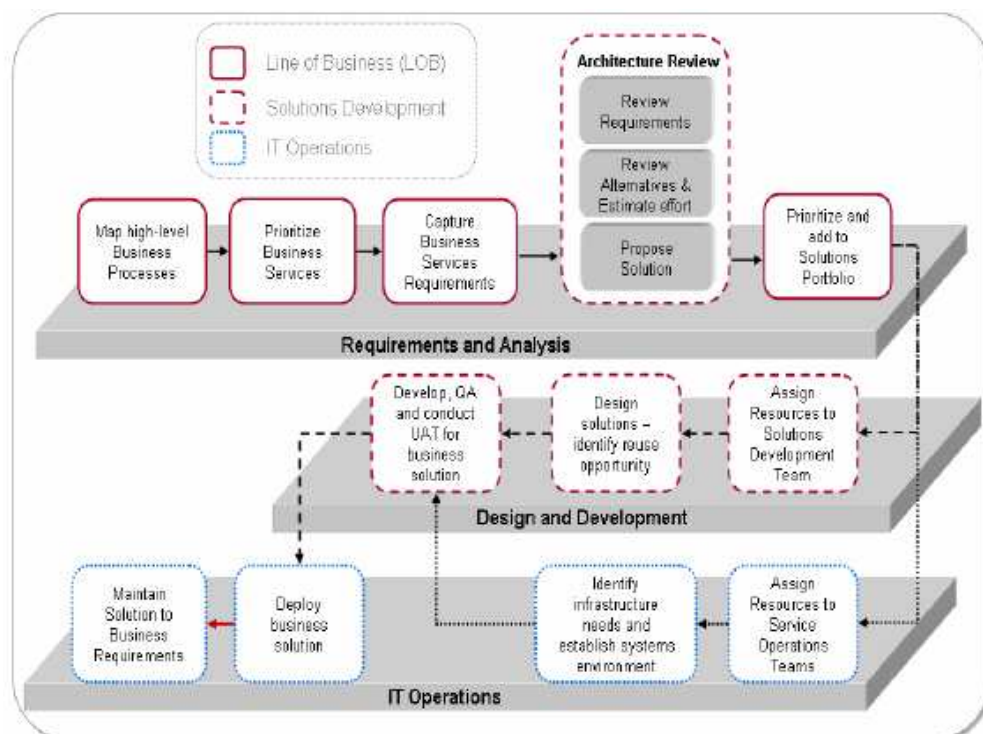 Line of Business (LOB)
Solutions Development
IT Operations
Architecture Review
Review
Requirements
Review
Alternatives &
Estimate effort
Propose
Solution
Map high-level
Business
Processes
Prioritize
Business
Services
Capture
Business
Services
Requirements
Prioritize and
add to
Solutions
Portfolio
Requirements and Analysis
Develop, QA
and conduct
UAT for
business
solution
Design
solutions –
identify reuse
opportunity
Assign
Resources to
Solutions
Development
Team
Design and Development
Maintain
Solution to
Business
Requirements
Deploy
business
solution
Identify
infrastructure
needs and
establish systems
environment
Assign
Resources to
Service
Operations
Teams
IT Operations